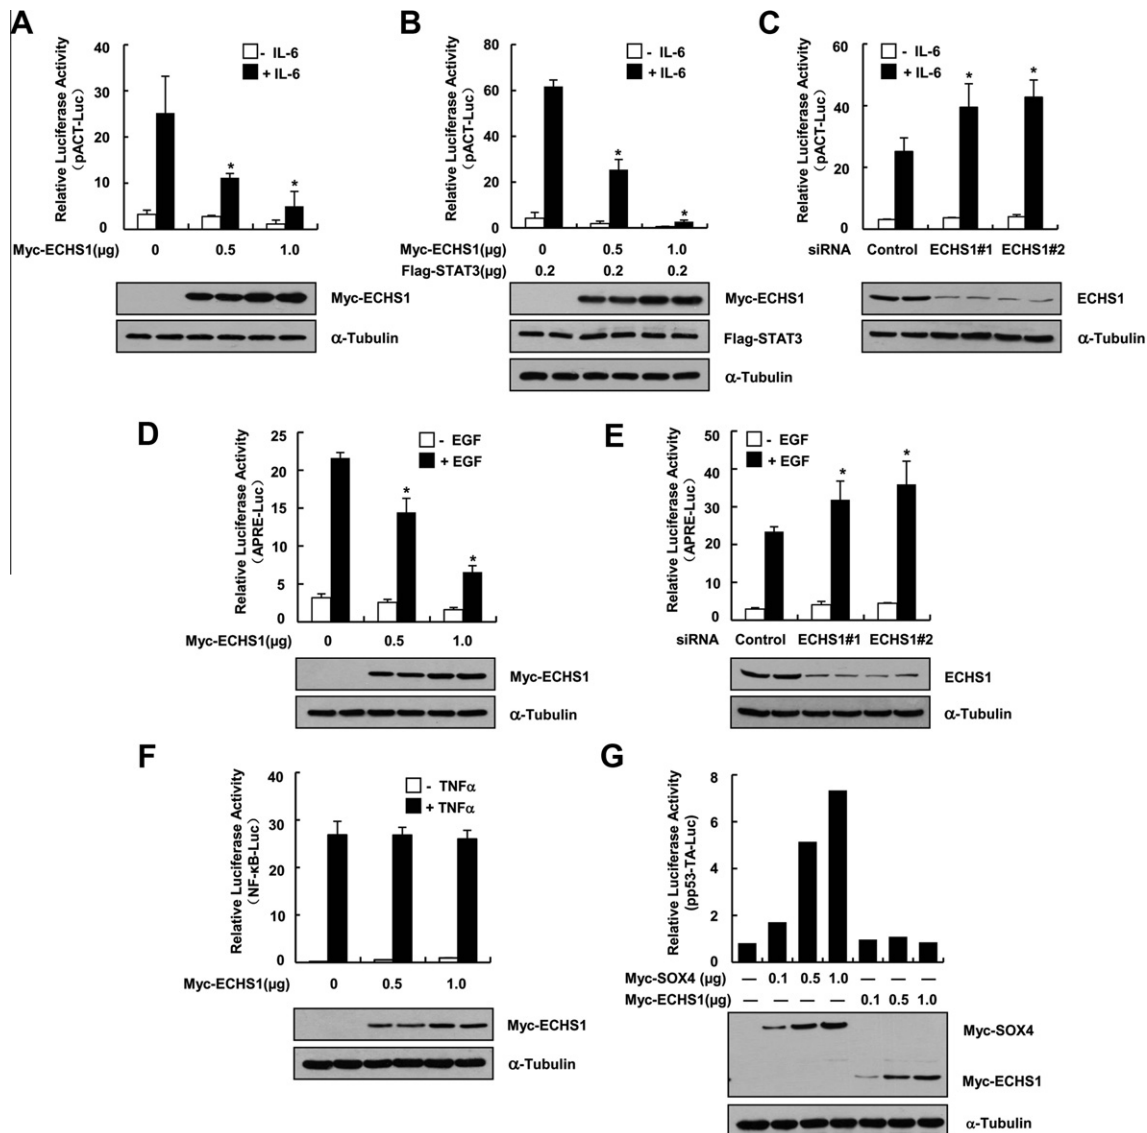 A
Relative Luciferase Activity
(pACT-Luc)
40
30
20
10
0
- IL-6
+ IL-6
*
*
Myc-ECHS1(μg)
0
0.5
1.0
Myc-ECHS1
α-Tubulin
B
Relative Luciferase Activity
(pACT-Luc)
80
60
40
20
0
- IL-6
+ IL-6
*
*
Myc-ECHS1(μg)
0
0.5
1.0
Flag-STAT3(μg)
0.2
0.2
0.2
Myc-ECHS1
Flag-STAT3
α-Tubulin
C
Relative Luciferase Activity
(pACT-Luc)
60
40
20
0
- IL-6
+ IL-6
*
*
siRNA
Control
ECHS1#1
ECHS1#2
ECHS1
α-Tubulin
D
Relative Luciferase Activity
(APRE-Luc)
25
20
15
10
5
0
- EGF
+ EGF
*
*
Myc-ECHS1(μg)
0
0.5
1.0
Myc-ECHS1
α-Tubulin
E
Relative Luciferase Activity
(APRE-Luc)
50
40
30
20
10
0
- EGF
+ EGF
*
*
siRNA
Control
ECHS1#1
ECHS1#2
ECHS1
α-Tubulin
F
Relative Luciferase Activity
(NF-κB-Luc)
40
30
20
10
0
- TNFα
+ TNFα
Myc-ECHS1(μg)
0
0.5
1.0
Myc-ECHS1
α-Tubulin
G
Relative Luciferase Activity
(pp53-TA-Luc)
8
6
4
2
0
Myc-SOX4 (μg)
— 0.1 0.5 1.0 — — —
Myc-ECHS1(μg)
— — — — 0.1 0.5 1.0
Myc-SOX4
Myc-ECHS1
α-Tubulin